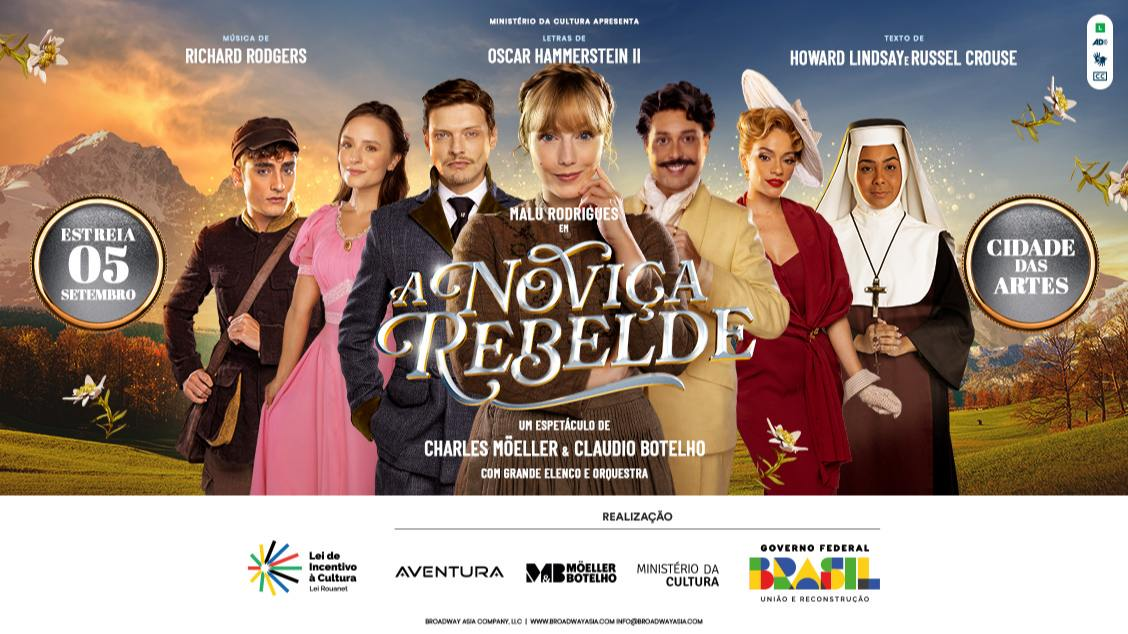 MINISTÉRIO DA CULTURA APRESENTA
MÚSICA DE
RICHARD RODGERS
LETRAS DE
OSCAR HAMMERSTEIN II
TEXTO DE
HOWARD LINDSAY E RUSSEL CROUSE
L
AD
CC
ESTREIA
05
SETEMBRO
CIDADE
DAS
ARTES
MALU RODRIGUES
EM
A NOVIÇA
REBELDE
UM ESPETÁCULO DE
CHARLES MÖELLER & CLAUDIO BOTELHO
COM GRANDE ELENCO E ORQUESTRA
REALIZAÇÃO
Lei de
Incentivo
à Cultura
Lei Rouanet
AVENTURA
M&B MÖELLER
BOTELHO
MINISTÉRIO DA
CULTURA
GOVERNO FEDERAL
BRASIL
UNIÃO E RECONSTRUÇÃO
BROADWAY ASIA COMPANY, LLC | WWW.BROADWAYASIA.COM INFO@BROADWAYASIA.COM